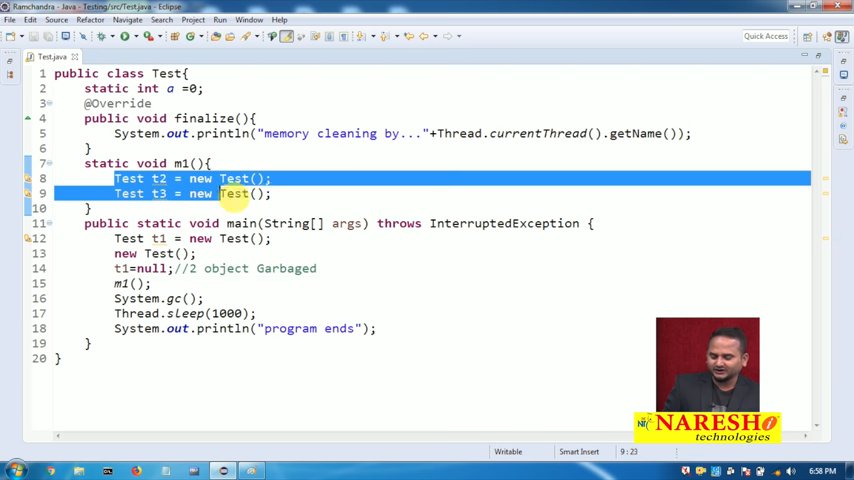 Ramchandra - Java - Testing/src/Test.java - Eclipse
File Edit Source Refactor Navigate Search Project Run Window Help
Quick Access
Test.java
1 public class Test{
2 static int a =0;
3 @Override
4 public void finalize(){
5 System.out.println("memory cleaning by..."+Thread.currentThread().getName());
6 }
7 static void m1(){
8 Test t2 = new Test();
9 Test t3 = new Test();
10 }
11 public static void main(String[] args) throws InterruptedException {
12 Test t1 = new Test();
13 new Test();
14 t1=null;//2 object Garbaged
15 m1();
16 System.gc();
17 Thread.sleep(1000);
18 System.out.println("program ends");
19 }
20 }
NARESH
technologies
Writable Smart Insert 9 : 23
6:58 PM